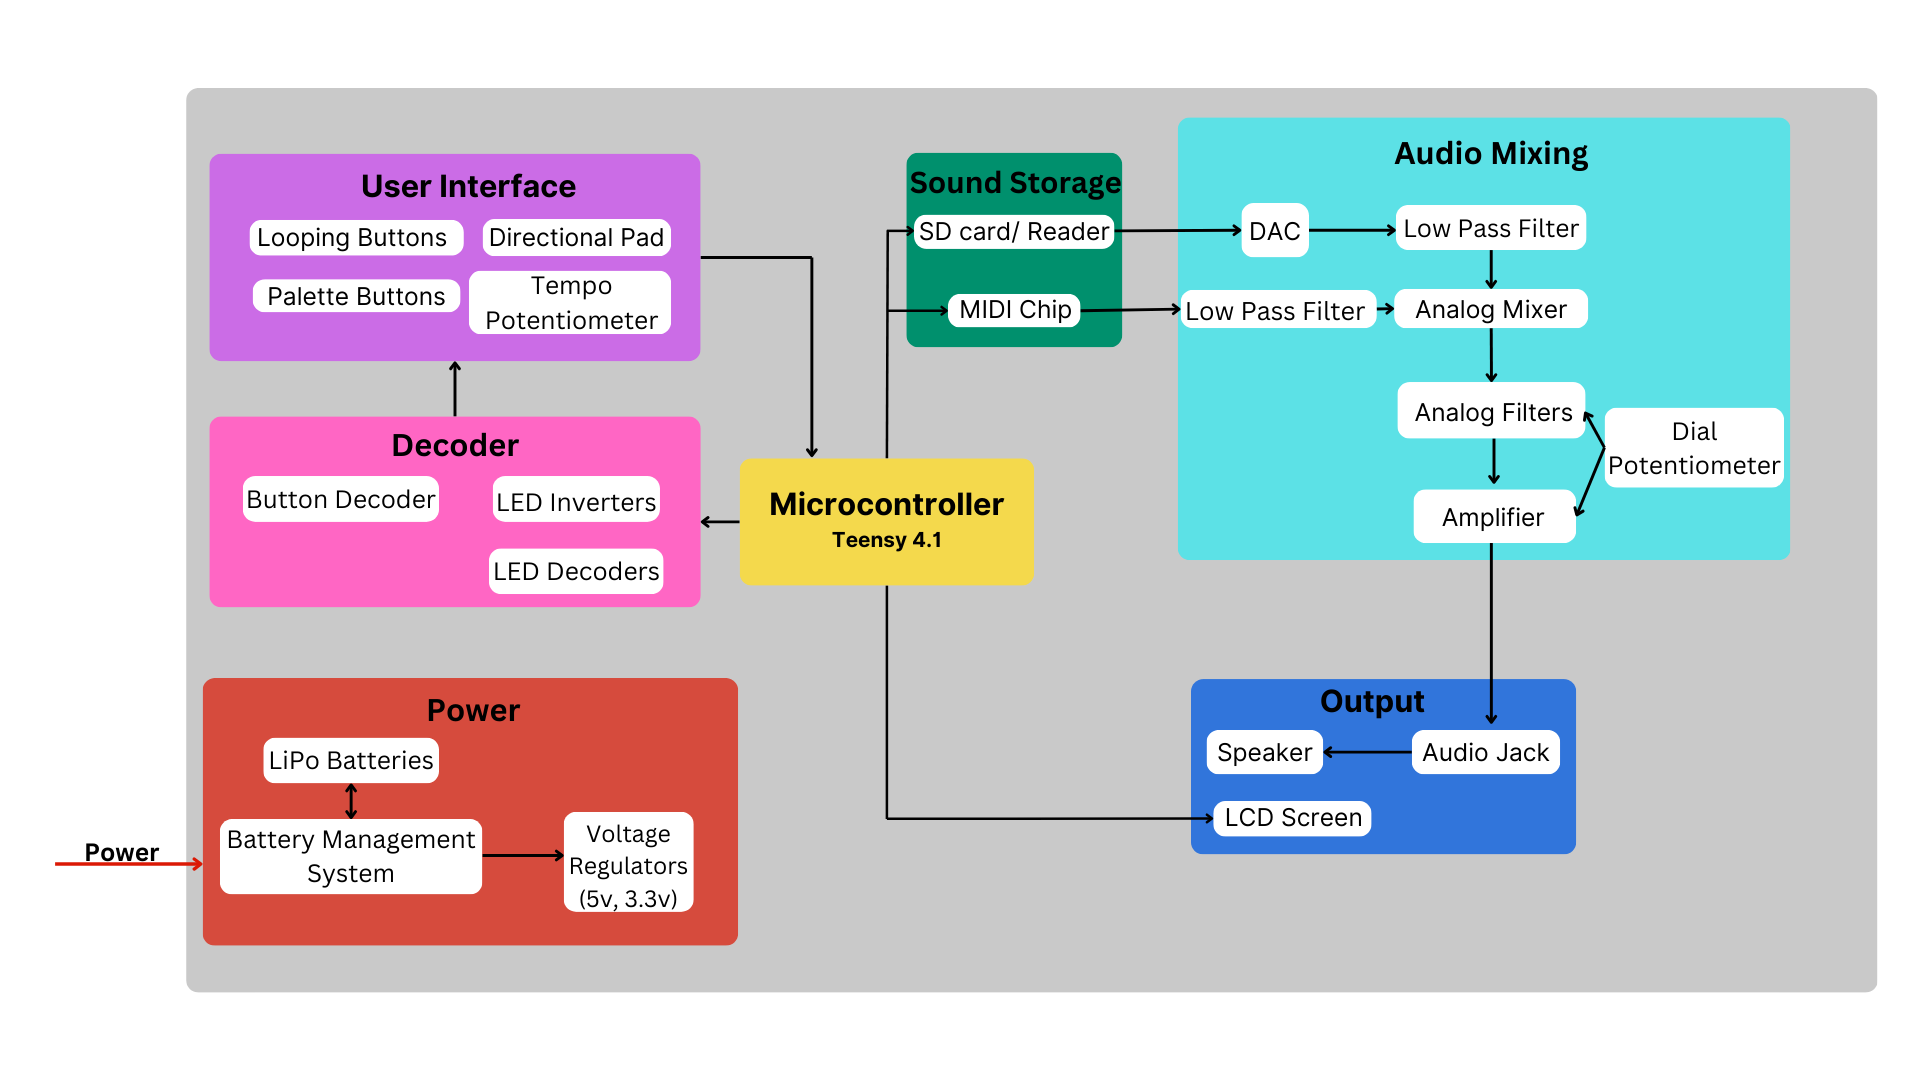 User Interface
Looping Buttons
Directional Pad
Palette Buttons
Tempo
Potentiometer
Decoder
Button Decoder
LED Inverters
LED Decoders
Microcontroller
Teensy 4.1
Sound Storage
SD card/ Reader
MIDI Chip
Audio Mixing
DAC
Low Pass Filter
Low Pass Filter
Analog Mixer
Analog Filters
Dial
Potentiometer
Amplifier
Power
LiPo Batteries
Battery Management
System
Voltage
Regulators
(5v, 3.3v)
Power
Output
Speaker
Audio Jack
LCD Screen